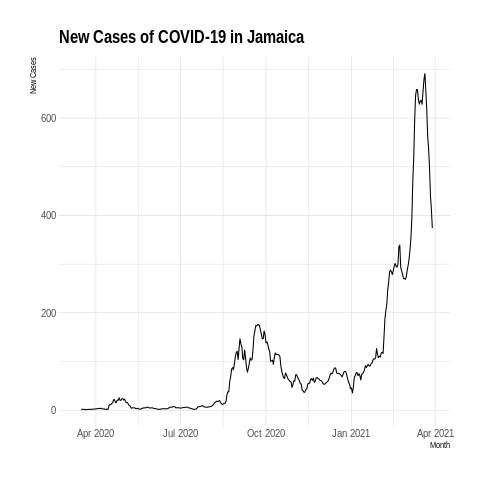 New Cases of COVID-19 in Jamaica
New Cases
600
400
200
0
Apr 2020 Jul 2020 Oct 2020 Jan 2021 Apr 2021
Month